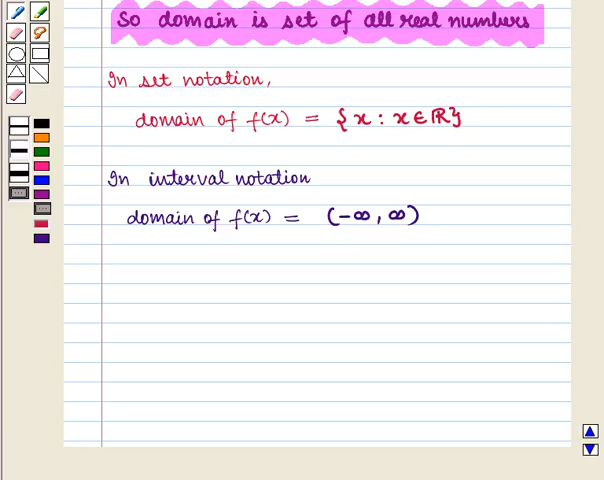 So domain is set of all real numbers
In set notation,
domain of f(x) = { x : x ∈ ℝ }
In interval notation
domain of f(x) = (-∞, ∞)